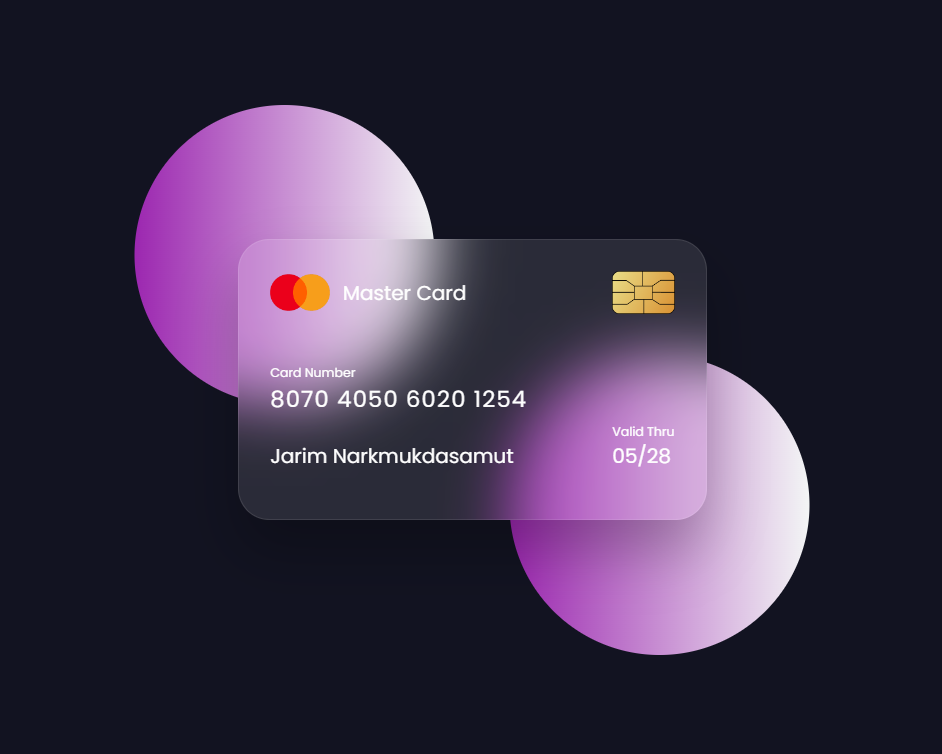 Master Card
Card Number
8070 4050 6020 1254
Valid Thru
05/28
Jarim Narkmukdasamut